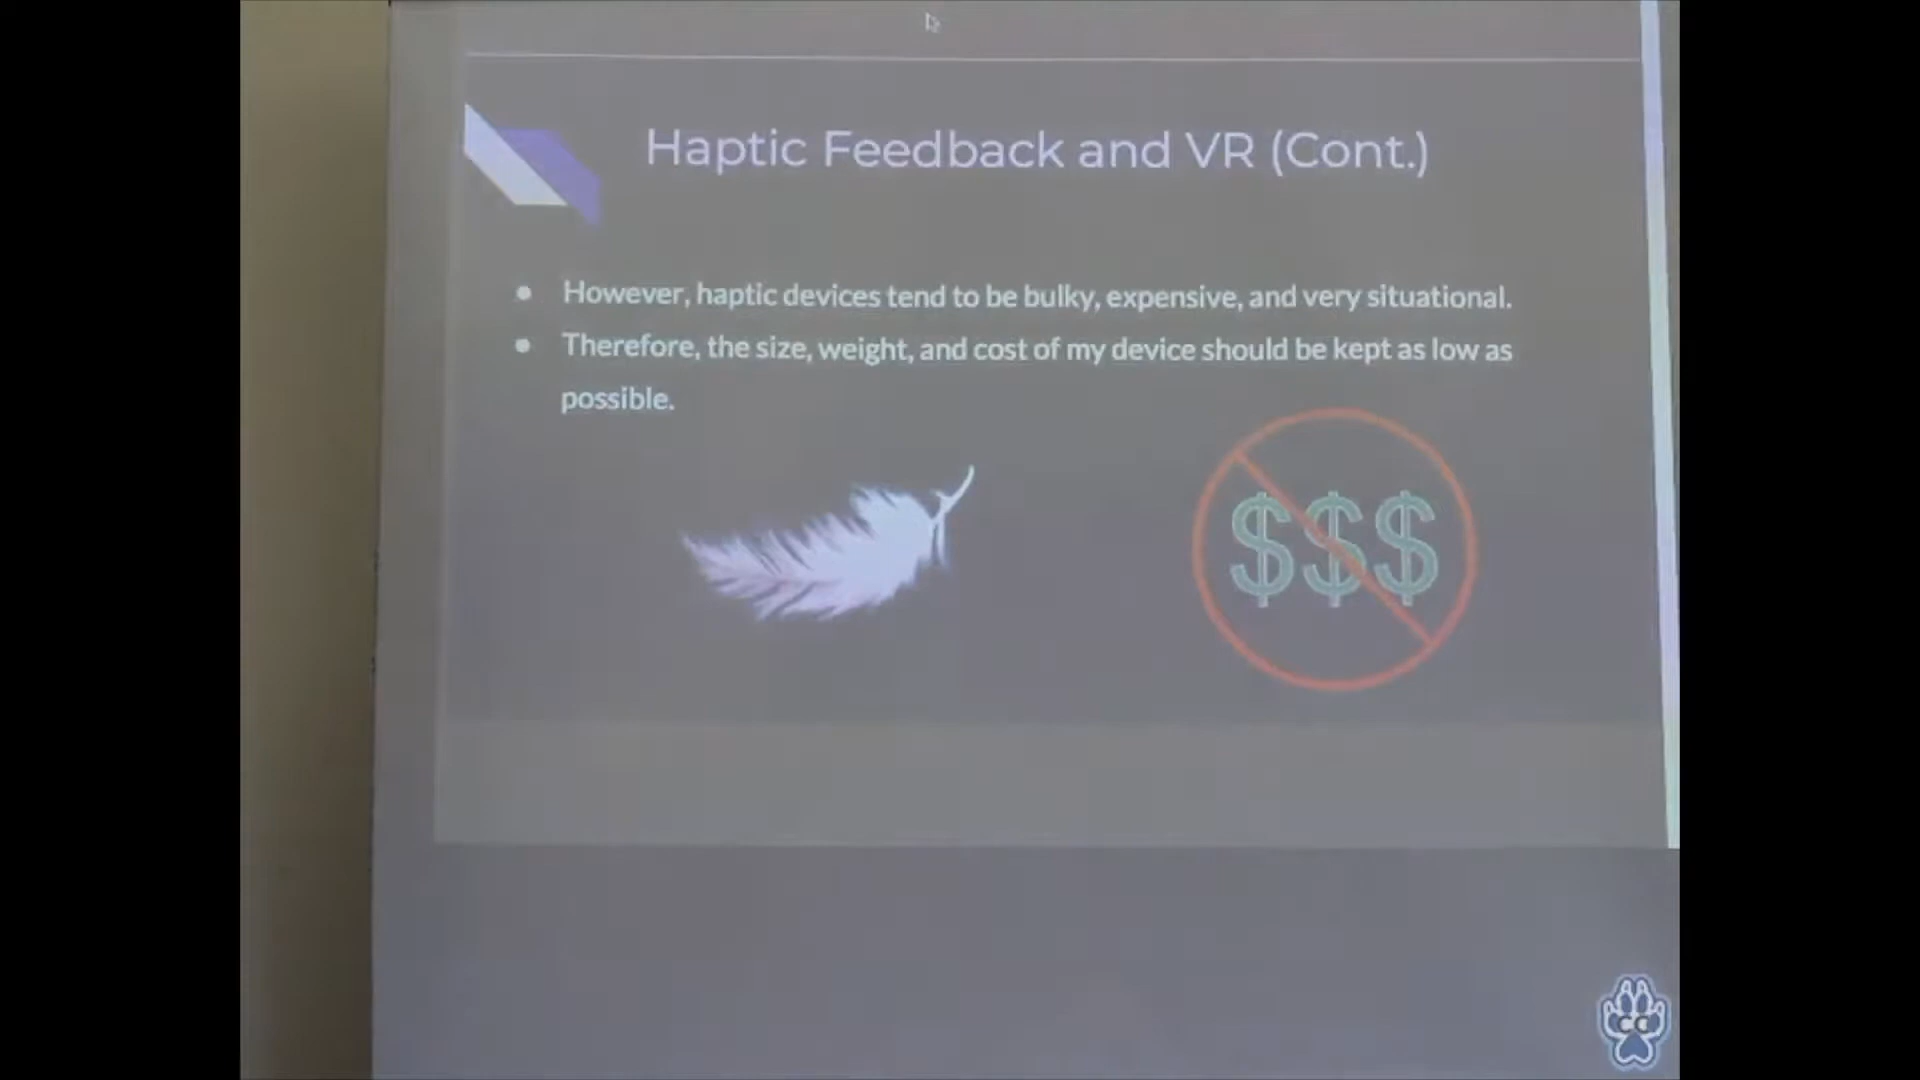 Haptic Feedback and VR (Cont.)
● However, haptic devices tend to be bulky, expensive, and very situational.
● Therefore, the size, weight, and cost of my device should be kept as low as
possible.
$$$
CC